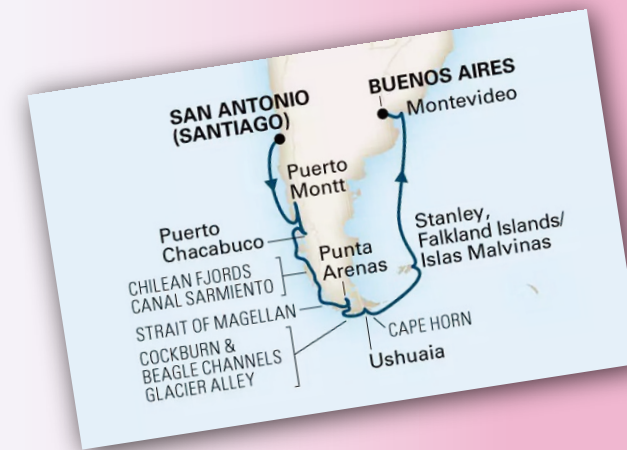 SAN ANTONIO
(SANTIAGO)
BUENOS AIRES
Montevideo
Puerto
Montt
Puerto
Chacabuco
Stanley,
Falkland Islands/
Islas Malvinas
Punta
Arenas
CHILEAN FJORDS
CANAL SARMIENTO
STRAIT OF MAGELLAN
CAPE HORN
COCKBURN &
BEAGLE CHANNELS
GLACIER ALLEY
Ushuaia